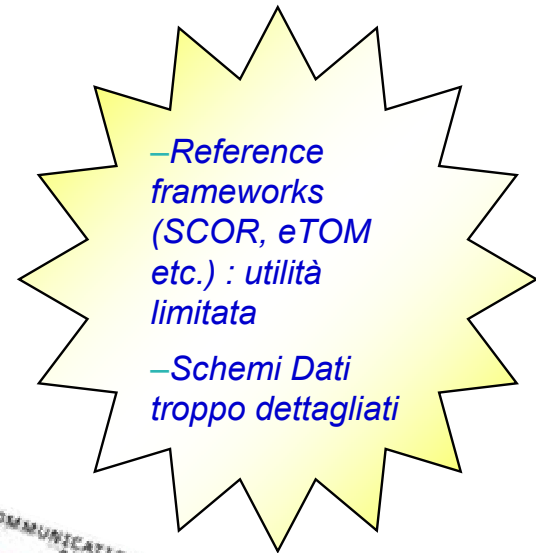 –Reference
frameworks
(SCOR, eTOM
etc.) : utilità
limitata
–Schemi Dati
troppo dettagliati